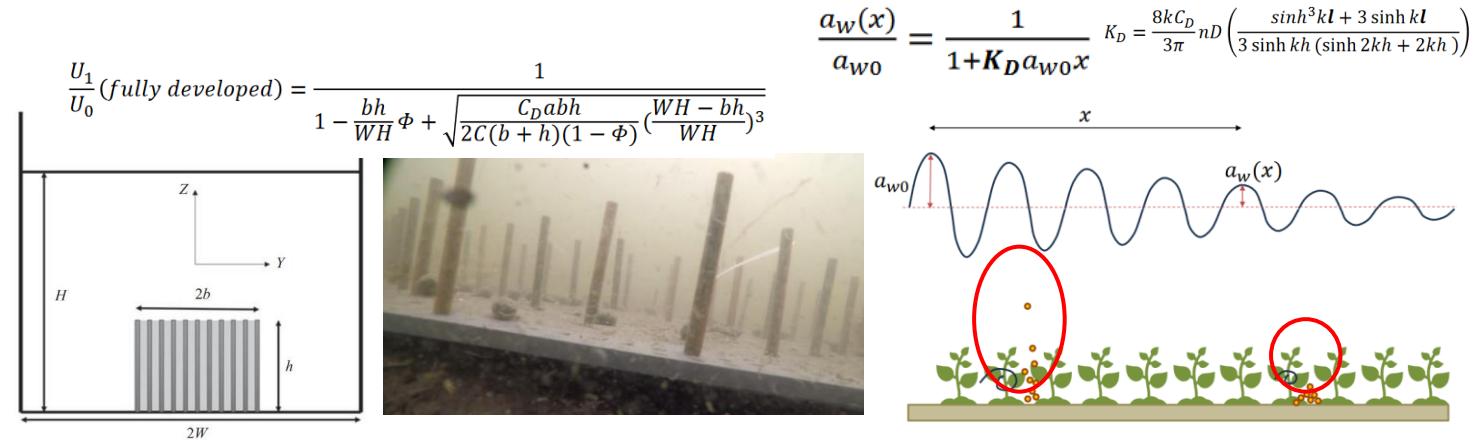 U₁/U₀ (fully developed) = 1 / (1 − (bh/WH)Φ + √((C_D abh)/(2C(b + h)(1 − Φ)) ((WH − bh)/WH)³))
a_w(x)/a_w0 = 1/(1+K_D a_w0 x)
K_D = (8kC_D/3π) nD ((sinh³kl + 3 sinh kl)/(3 sinh kh (sinh 2kh + 2kh )))
Z
Y
H
2b
h
2W
x
a_w0
a_w(x)